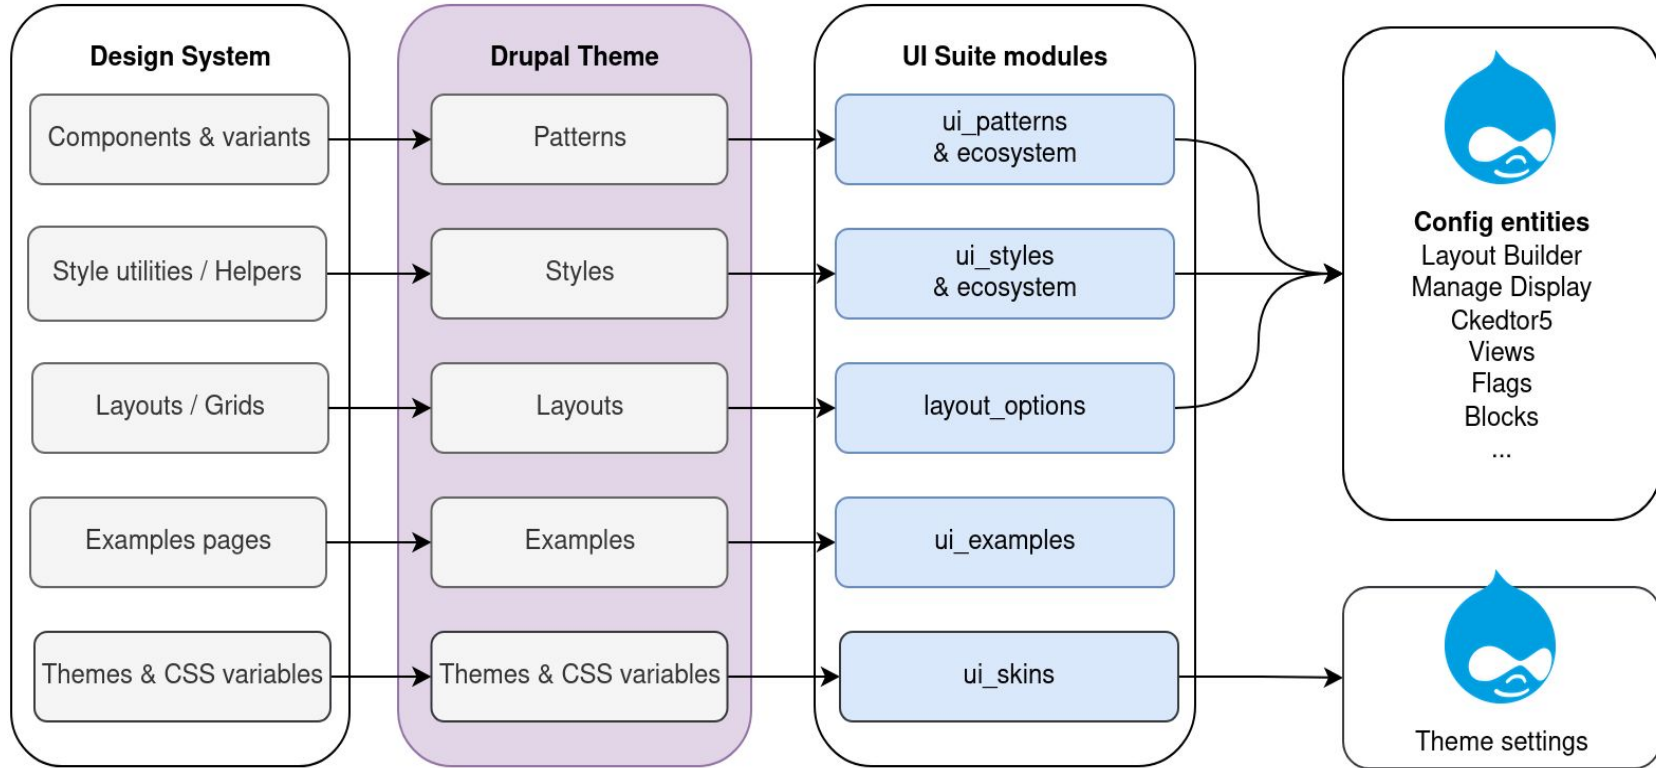 Design System
Components & variants
Style utilities / Helpers
Layouts / Grids
Examples pages
Themes & CSS variables
Drupal Theme
Patterns
Styles
Layouts
Examples
Themes & CSS variables
UI Suite modules
ui_patterns
& ecosystem
ui_styles
& ecosystem
layout_options
ui_examples
ui_skins
Config entities
Layout Builder
Manage Display
Ckedtor5
Views
Flags
Blocks
...
Theme settings